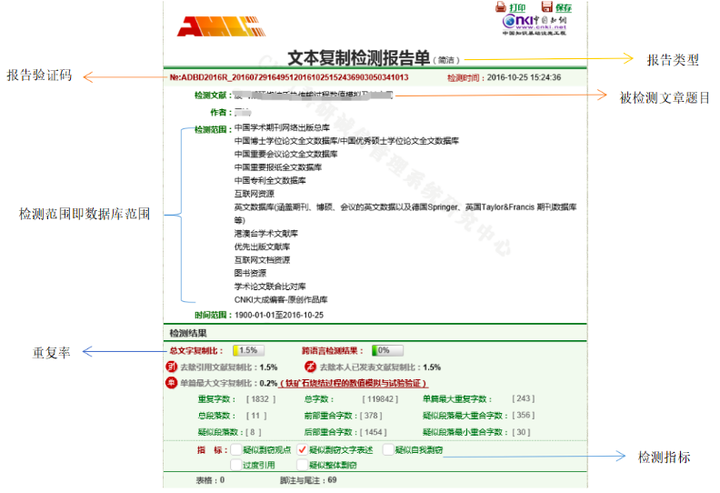 打印 保存
AMLC
cnki 中国知网
www.cnki.net
中国知识基础设施工程
文本复制检测报告单(简洁)
报告类型
报告验证码
№:ADBD2016R_20160729164951201610251524369030503​41013
检测时间:2016-10-25 15:24:36
检测文献:
被检测文章题目
作者:
检测范围:
中国学术期刊网络出版总库
中国博士学位论文全文数据库/中国优秀硕士学位论文全文数据库
中国重要会议论文全文数据库
中国重要报纸全文数据库
中国专利全文数据库
互联网资源
英文数据库(涵盖期刊、博硕、会议的英文数据以及德国Springer、英国Taylor&Francis 期刊数据库
等)
港澳台学术文献库
优先出版文献库
互联网文档资源
图书资源
学术论文联合比对库
CNKI大成编客-原创作品库
检测范围即数据库范围
时间范围:1900-01-01至2016-10-25
检测结果
重复率
总文字复制比: 1.5% 跨语言检测结果: 0%
去除引用文献复制比:1.5% 去除本人已发表文献复制比:1.5%
单篇最大文字复制比:0.2%(铁矿石烧结过程的数值模拟与试验验证)
重复字数: [1832] 总字数: [119842] 单篇最大重复字数: [243]
总段落数: [11] 前部重合字数:[378] 疑似段落最大重合字数:[356]
疑似段落数:[8] 后部重合字数:[1454] 疑似段落最小重合字数:[30]
指 标: 疑似剽窃观点 疑似剽窃文字表述 疑似自我剽窃
过度引用 疑似整体剽窃
检测指标
表格:0 脚注与尾注:69